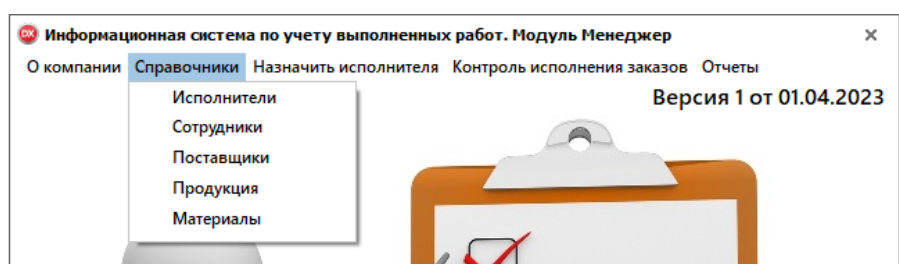 DX Информационная система по учету выполненных работ. Модуль Менеджер
О компании Справочники Назначить исполнителя Контроль исполнения заказов Отчеты
Версия 1 от 01.04.2023
Исполнители
Сотрудники
Поставщики
Продукция
Материалы